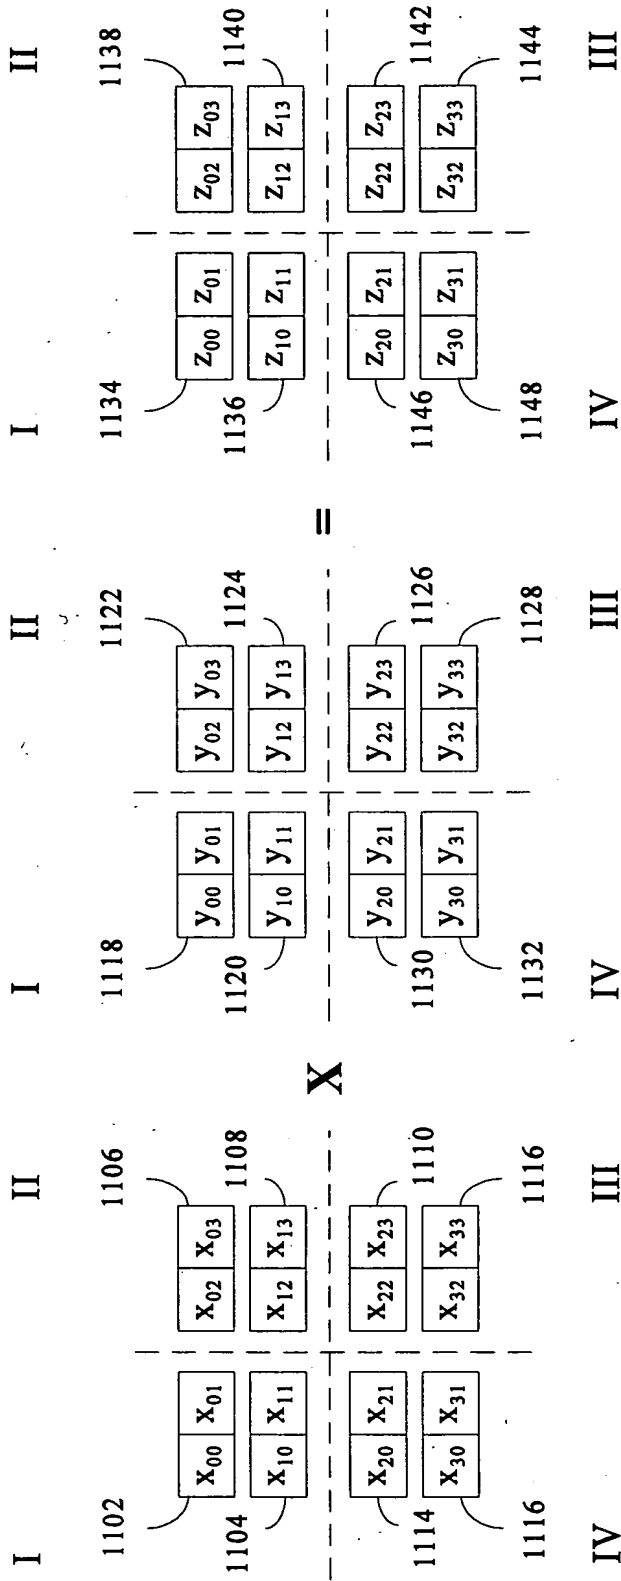 I II I II I II
1102 1106 1118 1122 1134 1138
x00 x01 x02 x03 y00 y01 y02 y03 z00 z01 z02 z03
x10 x11 x12 x13 y10 y11 y12 y13 z10 z11 z12 z13
1104 1108 1120 1124 1136 1140
X =
x20 x21 x22 x23 y20 y21 y22 y23 z20 z21 z22 z23
1114 1110 1130 1126 1146 1142
x30 x31 x32 x33 y30 y31 y32 y33 z30 z31 z32 z33
1116 1116 1132 1128 1148 1144
IV III IV III IV III